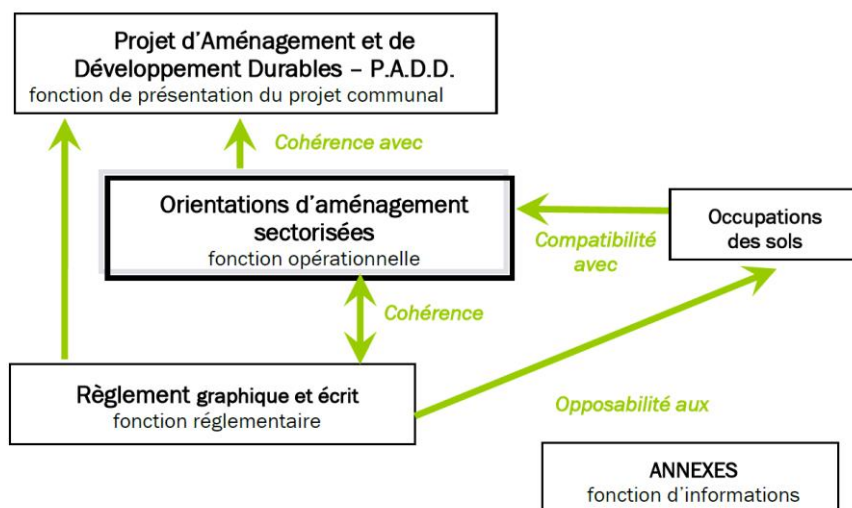 Projet d'Aménagement et de
Développement Durables – P.A.D.D.
fonction de présentation du projet communal
Cohérence avec
Orientations d'aménagement
sectorisées
fonction opérationnelle
Occupations
des sols
Compatibilité
avec
Cohérence
Règlement graphique et écrit
fonction réglementaire
Opposabilité aux
ANNEXES
fonction d'informations